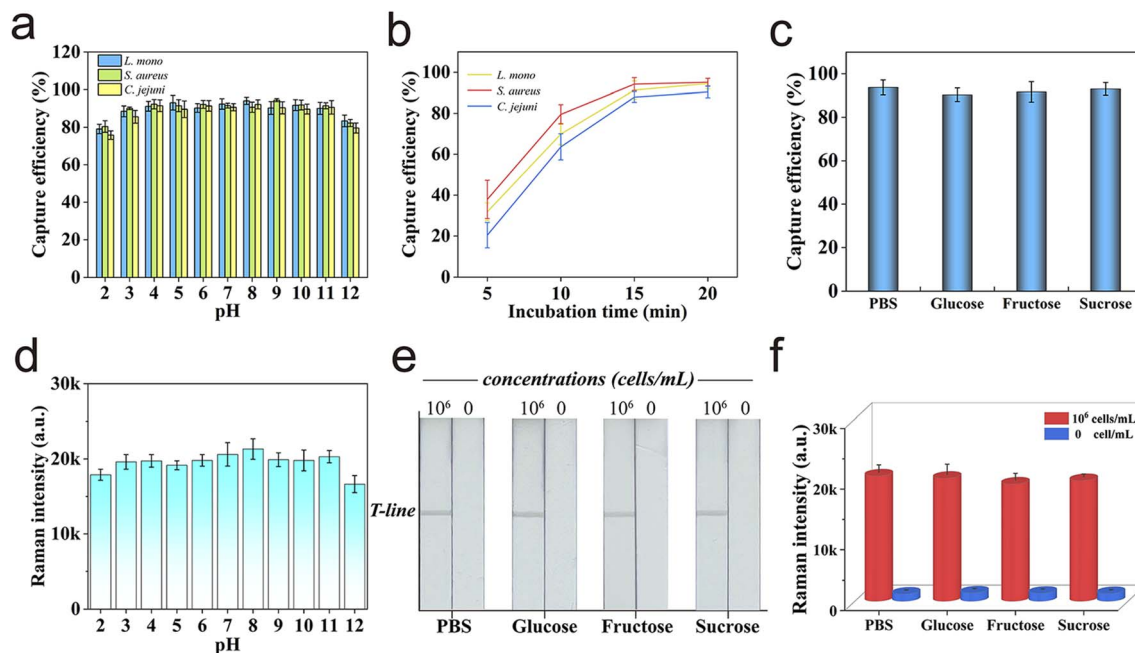 a
Capture efficiency (%)
120
100
80
60
40
20
0
L. mono
S. aureus
C. jejuni
2 3 4 5 6 7 8 9 10 11 12
pH
b
Capture efficiency (%)
100
80
60
40
20
0
L. mono
S. aureus
C. jejuni
5 10 15 20
Incubation time (min)
c
Capture efficiency (%)
100
80
60
40
20
0
PBS Glucose Fructose Sucrose
d
Raman intensity (a.u.)
30k
20k
10k
0
2 3 4 5 6 7 8 9 10 11 12
pH
e
concentrations (cells/mL)
10⁶ 0 10⁶ 0 10⁶ 0 10⁶ 0
T-line
PBS Glucose Fructose Sucrose
f
10⁶ cells/mL
0 cell/mL
Raman intensity (a.u.)
30k
20k
10k
0
PBS Glucose Fructose Sucrose